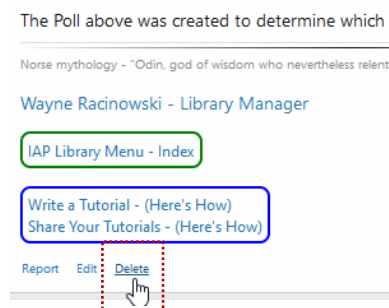 The Poll above was created to determine which
Norse mythology - "Odin, god of wisdom who nevertheless relent
Wayne Racinowski - Library Manager
IAP Library Menu - Index
Write a Tutorial - (Here's How)
Share Your Tutorials - (Here's How)
Report Edit Delete